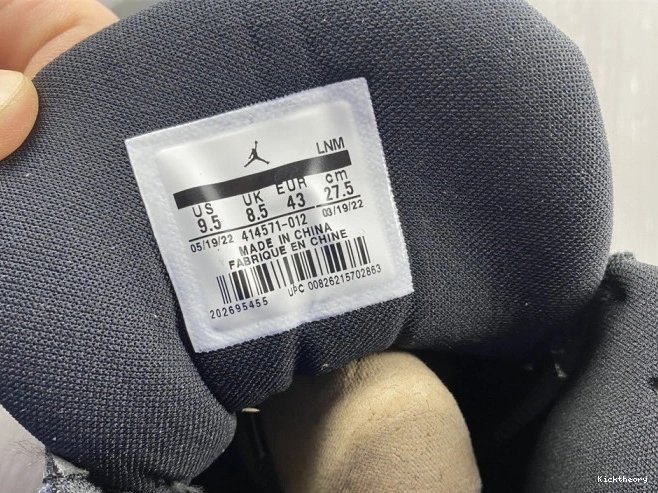 LNM
US UK EUR cm
9.5 8.5 43 27.5
05/19/22 414571-012 03/19/22
MADE IN CHINA
FABRIQUE EN CHINE
202695455 UPC 00826215702863
Kicktheory